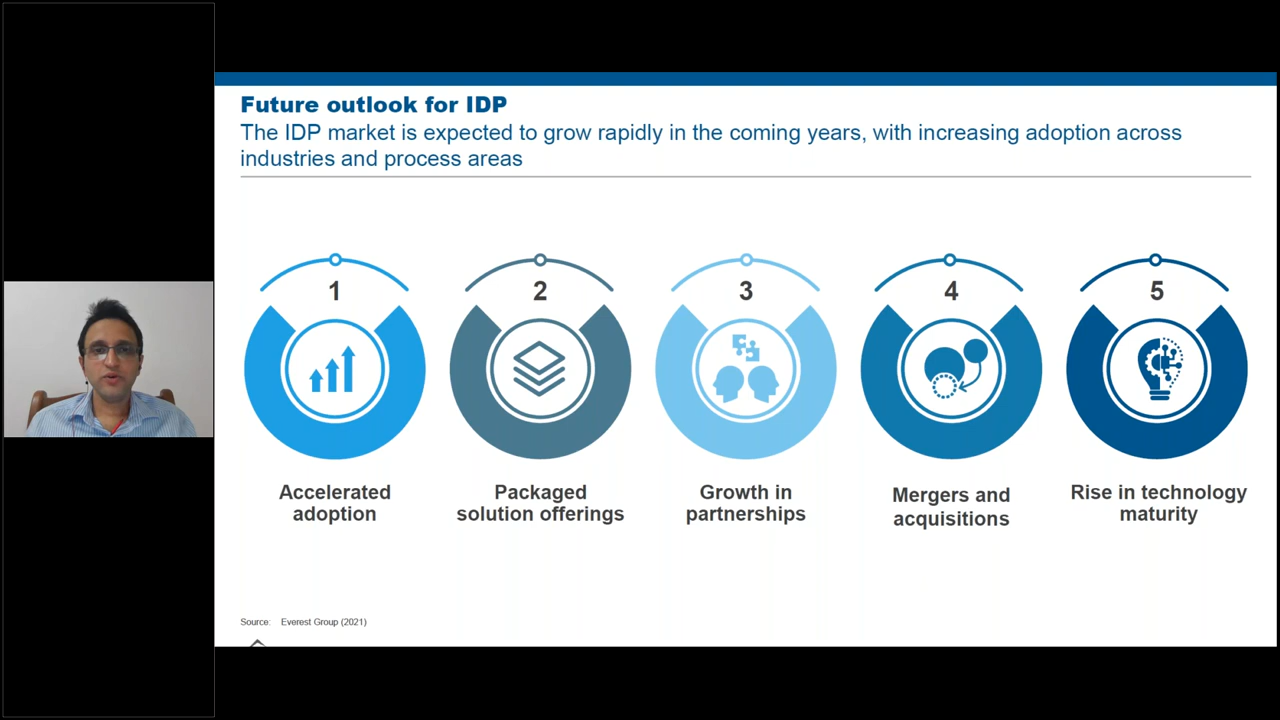 Future outlook for IDP
The IDP market is expected to grow rapidly in the coming years, with increasing adoption across
industries and process areas
1
2
3
4
5
Accelerated
adoption
Packaged
solution offerings
Growth in
partnerships
Mergers and
acquisitions
Rise in technology
maturity
Source: Everest Group (2021)